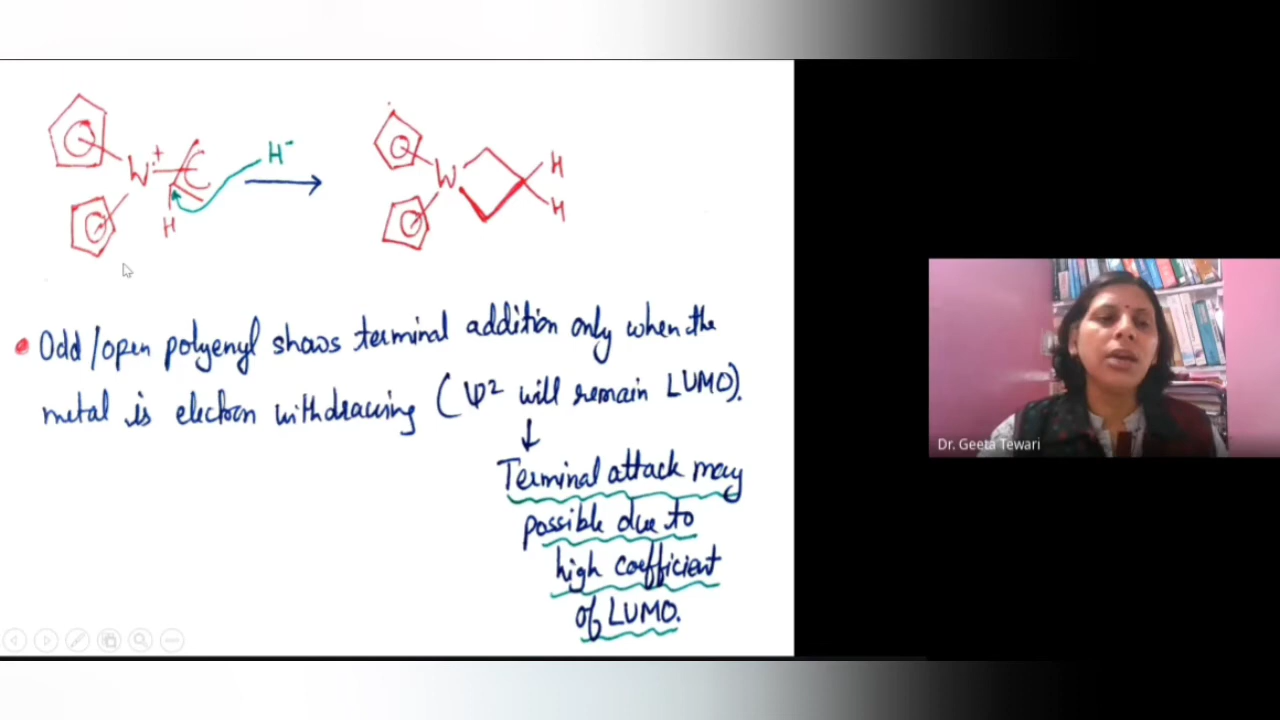 W+
H-
H
W
H
H
• Odd/open polyenyl shows terminal addition only when the
metal is electron withdrawing (ψ² will remain LUMO).
↓
Terminal attack may
possible due to
high coefficient
of LUMO.
Dr. Geeta Tewari